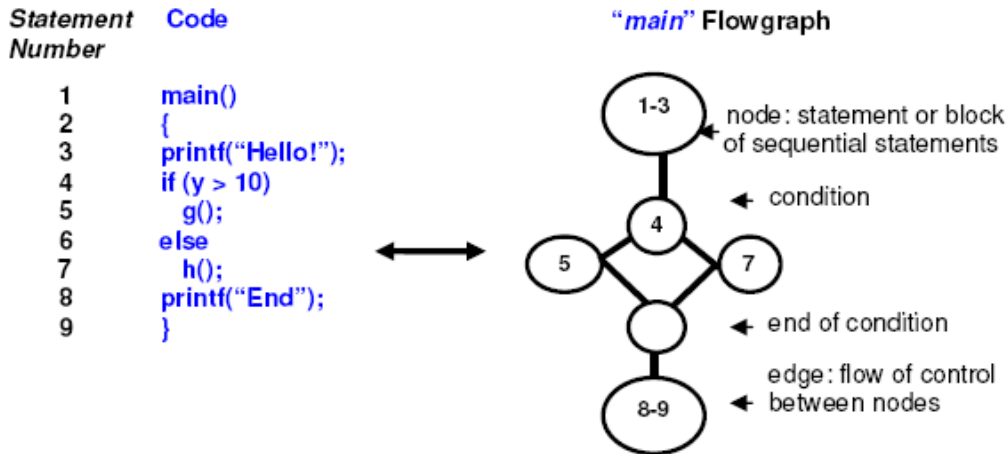 Statement Number
Code
1 main()
2 {
3 printf(“Hello!”);
4 if (y > 10)
5 g();
6 else
7 h();
8 printf(“End”);
9 }
“main” Flowgraph
1-3
node: statement or block
of sequential statements
4
condition
5
7
end of condition
8-9
edge: flow of control
between nodes